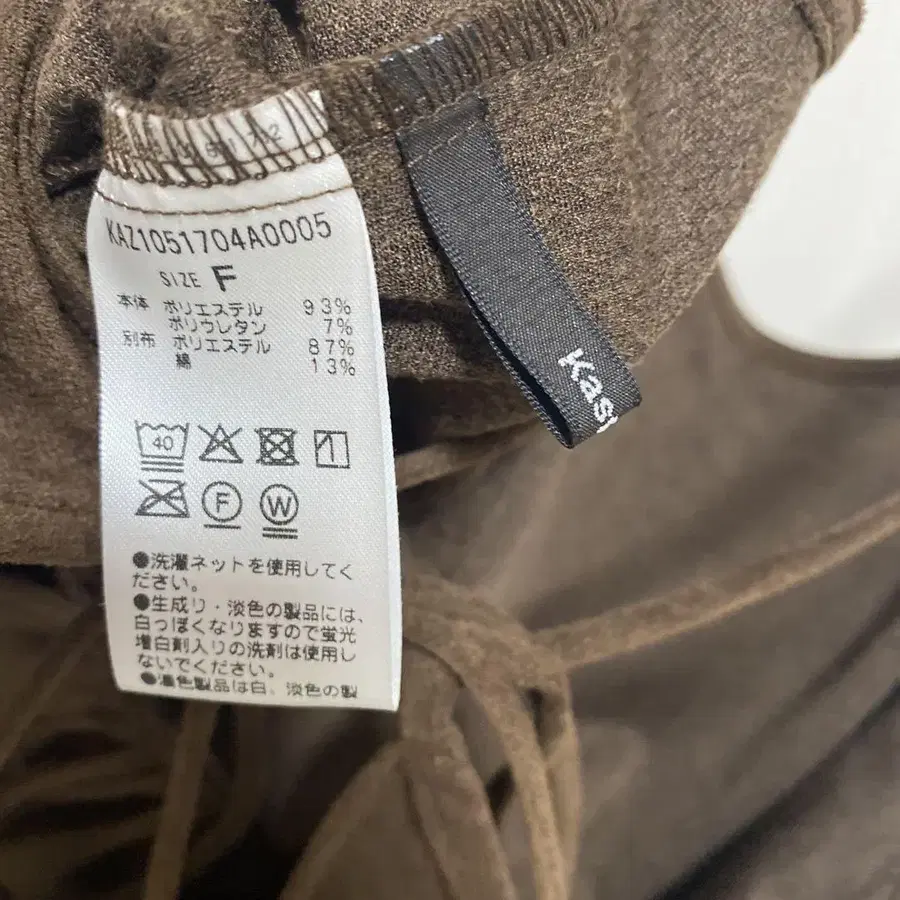 KAZ1051704A0005
SIZE F
本体 ポリエステル 93%
ポリウレタン 7%
別布 ポリエステル 87%
綿 13%
40
F W
●洗濯ネットを使用してく
ださい。
●生成り・淡色の製品には、
白っぽくなりますので蛍光
増白剤入りの洗剤は使用し
ないでください。
●濃色製品は白、淡色の製
Kas